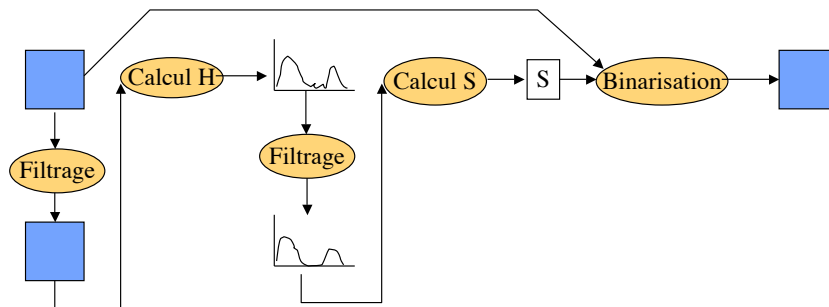 Calcul H
Calcul S
S
Binarisation
Filtrage
Filtrage